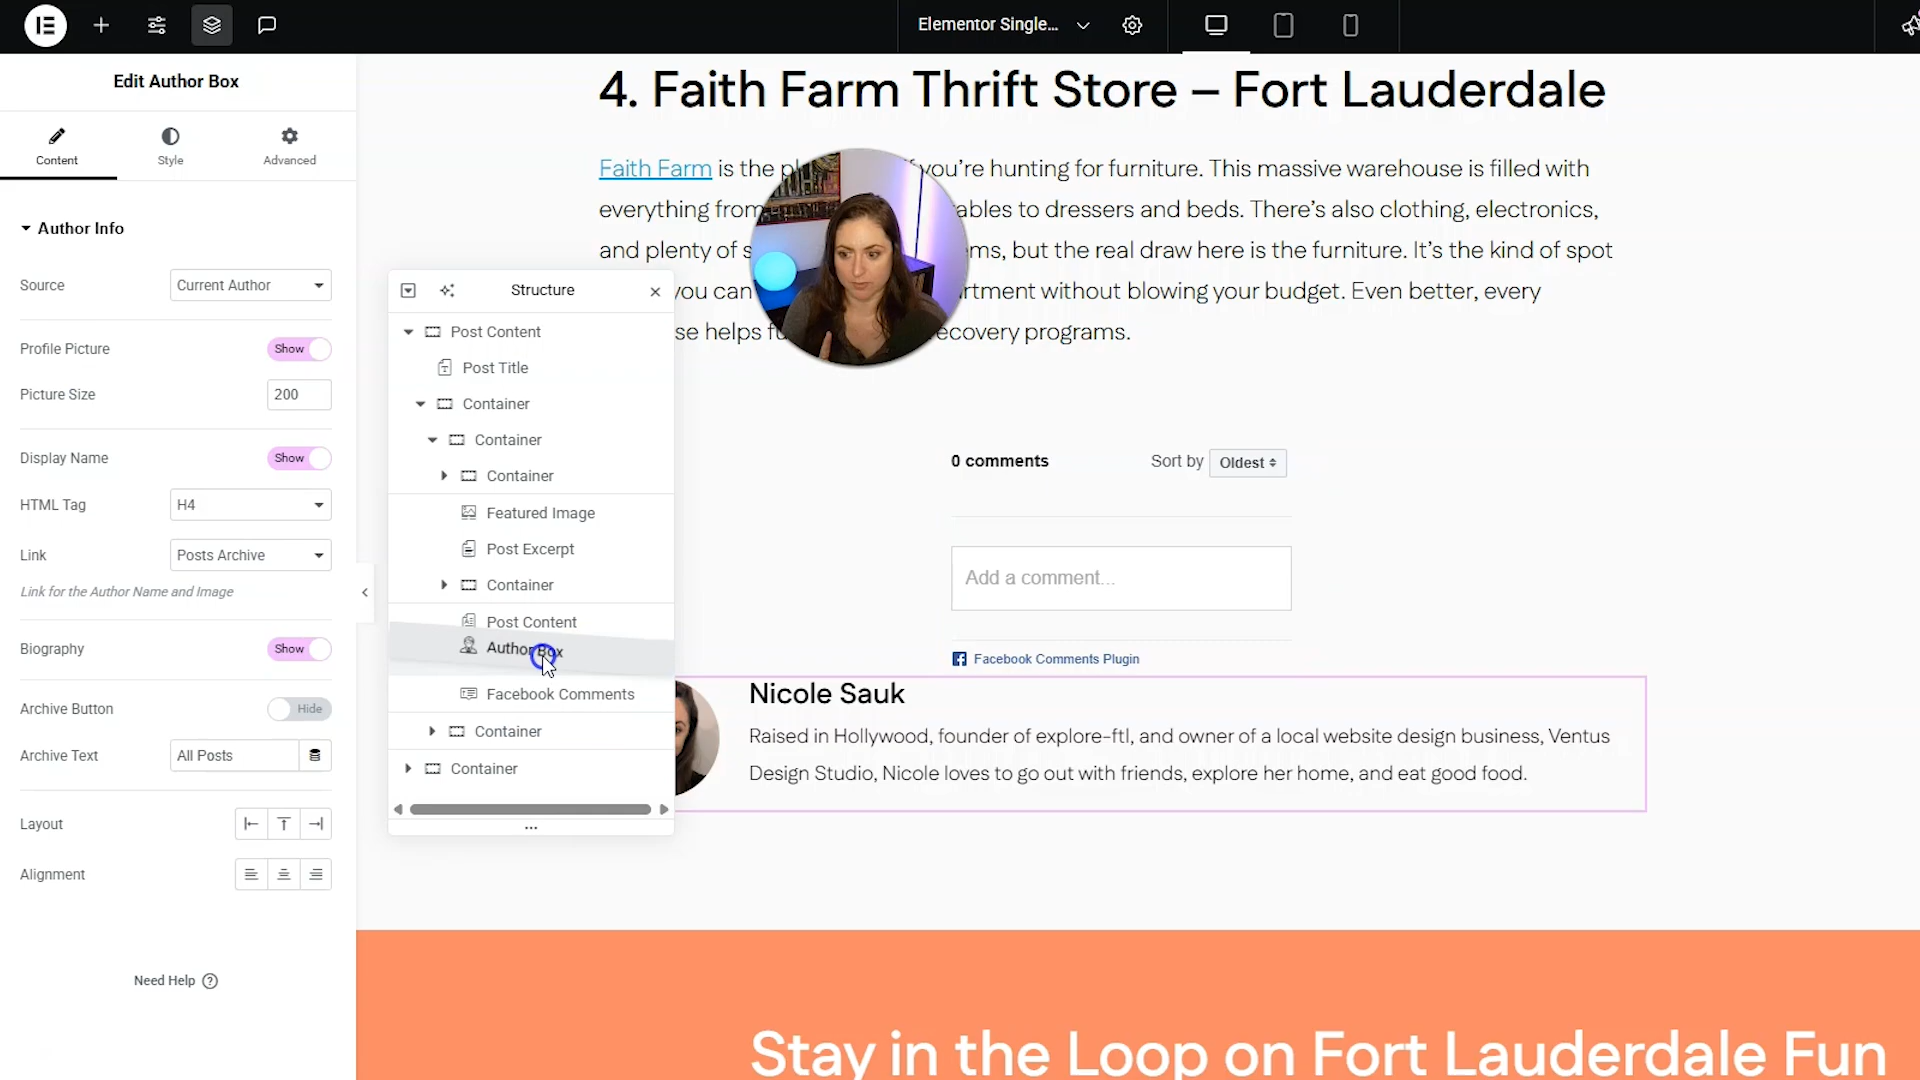 Elementor Single...
Edit Author Box
Content
Style
Advanced
Author Info
Source
Current Author
Profile Picture
Show
Picture Size
200
Display Name
Show
HTML Tag
H4
Link
Posts Archive
Link for the Author Name and Image
Biography
Show
Archive Button
Hide
Archive Text
All Posts
Layout
Alignment
Need Help
Structure
Post Content
Post Title
Container
Container
Container
Featured Image
Post Excerpt
Container
Post Content
Author Box
Facebook Comments
Container
Container
4. Faith Farm Thrift Store – Fort Lauderdale
Faith Farm is the you're hunting for furniture. This massive warehouse is filled with
everything from ables to dressers and beds. There's also clothing, electronics,
and plenty of s ms, but the real draw here is the furniture. It's the kind of spot
you can rtment without blowing your budget. Even better, every
se helps ecovery programs.
0 comments
Sort by
Oldest
Add a comment...
Facebook Comments Plugin
Nicole Sauk
Raised in Hollywood, founder of explore-ftl, and owner of a local website design business, Ventus
Design Studio, Nicole loves to go out with friends, explore her home, and eat good food.
Stay in the Loop on Fort Lauderdale Fun